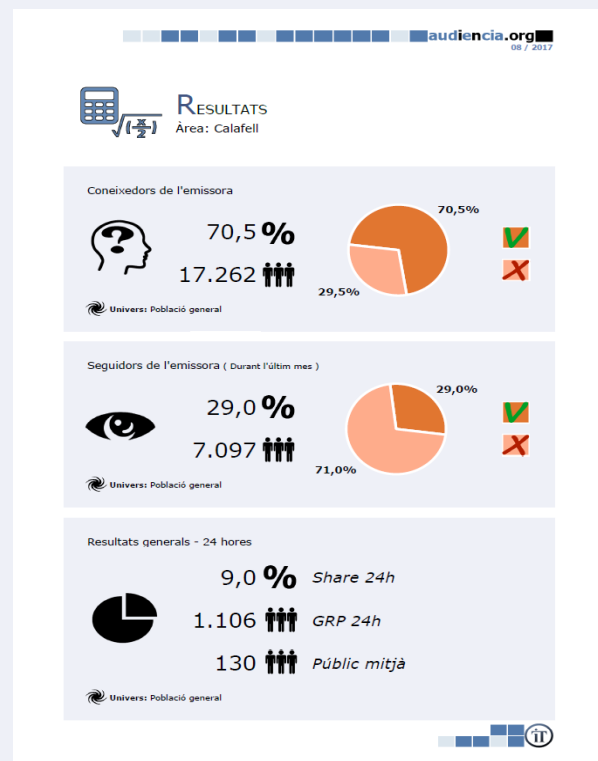 audiencia.org
08 / 2017
√(x/2)
RESULTATS
Àrea: Calafell
Coneixedors de l'emissora
70,5 %
17.262
70,5%
29,5%
Univers: Població general
Seguidors de l'emissora ( Durant l'últim mes )
29,0 %
7.097
29,0%
71,0%
Univers: Població general
Resultats generals - 24 hores
9,0 % Share 24h
1.106 GRP 24h
130 Públic mitjà
Univers: Població general
iT